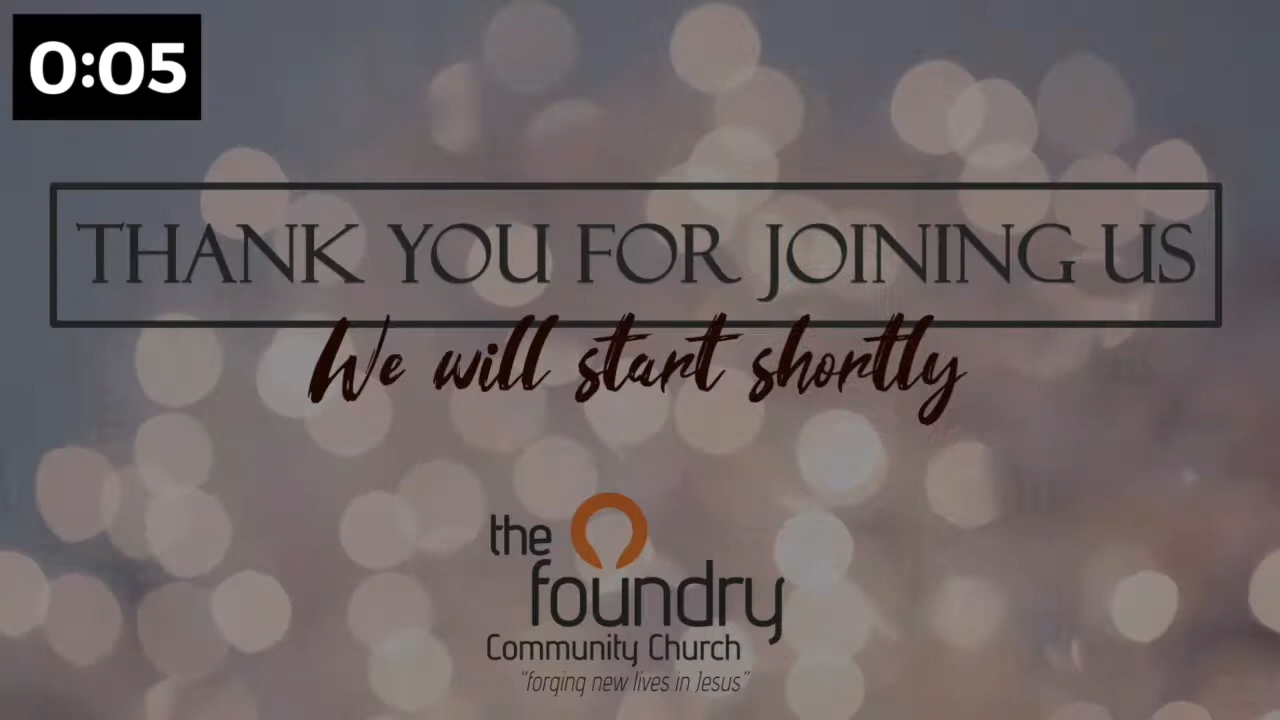 0:05
THANK YOU FOR JOINING US
We will start shortly
the
foundry
Community Church
"forging new lives in Jesus"